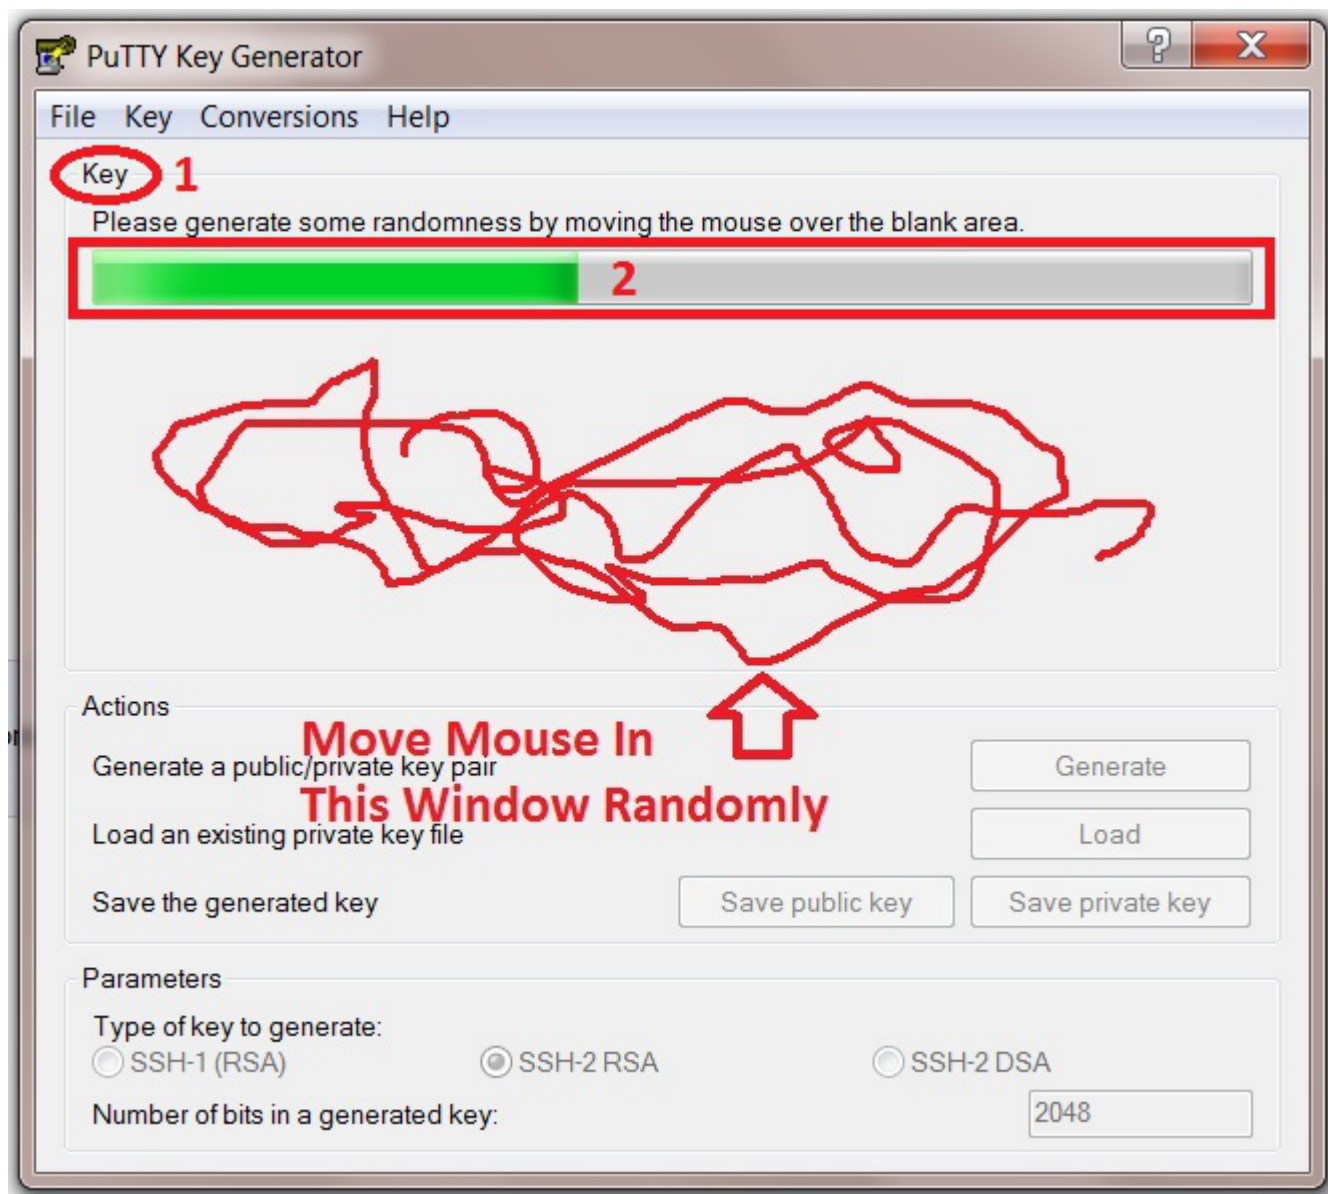 PuTTY Key Generator
File Key Conversions Help
Key 1
Please generate some randomness by moving the mouse over the blank area.
2
Actions
Move Mouse In
Generate a public/private key pair
Generate
This Window Randomly
Load an existing private key file
Load
Save the generated key
Save public key
Save private key
Parameters
Type of key to generate:
SSH-1 (RSA) SSH-2 RSA SSH-2 DSA
Number of bits in a generated key:
2048